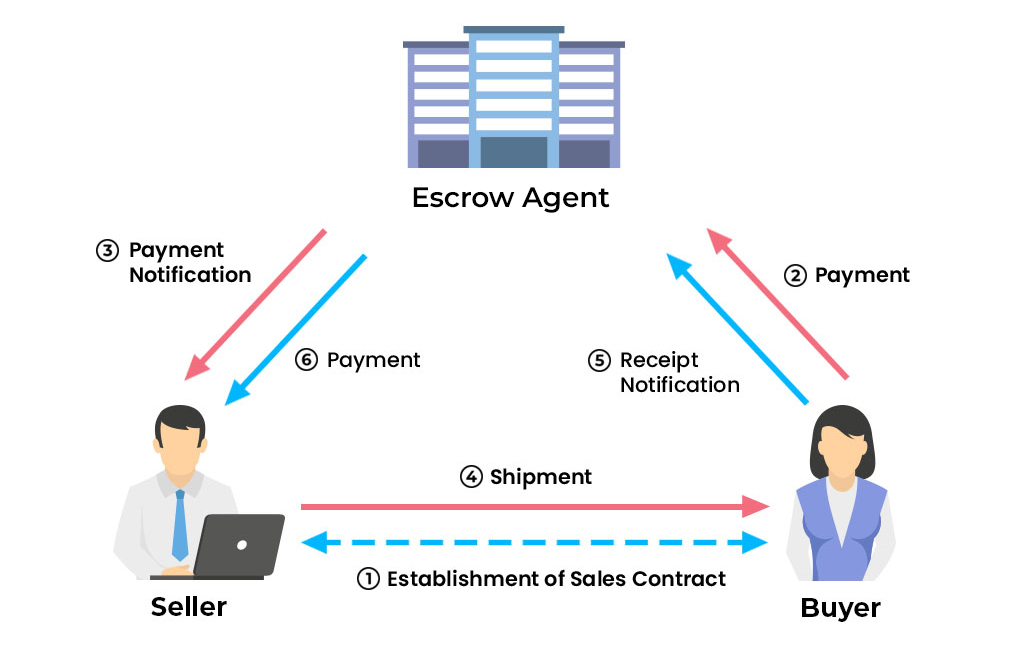 Escrow Agent
③ Payment
Notification
② Payment
⑥ Payment
⑤ Receipt
Notification
④ Shipment
① Establishment of Sales Contract
Seller
Buyer